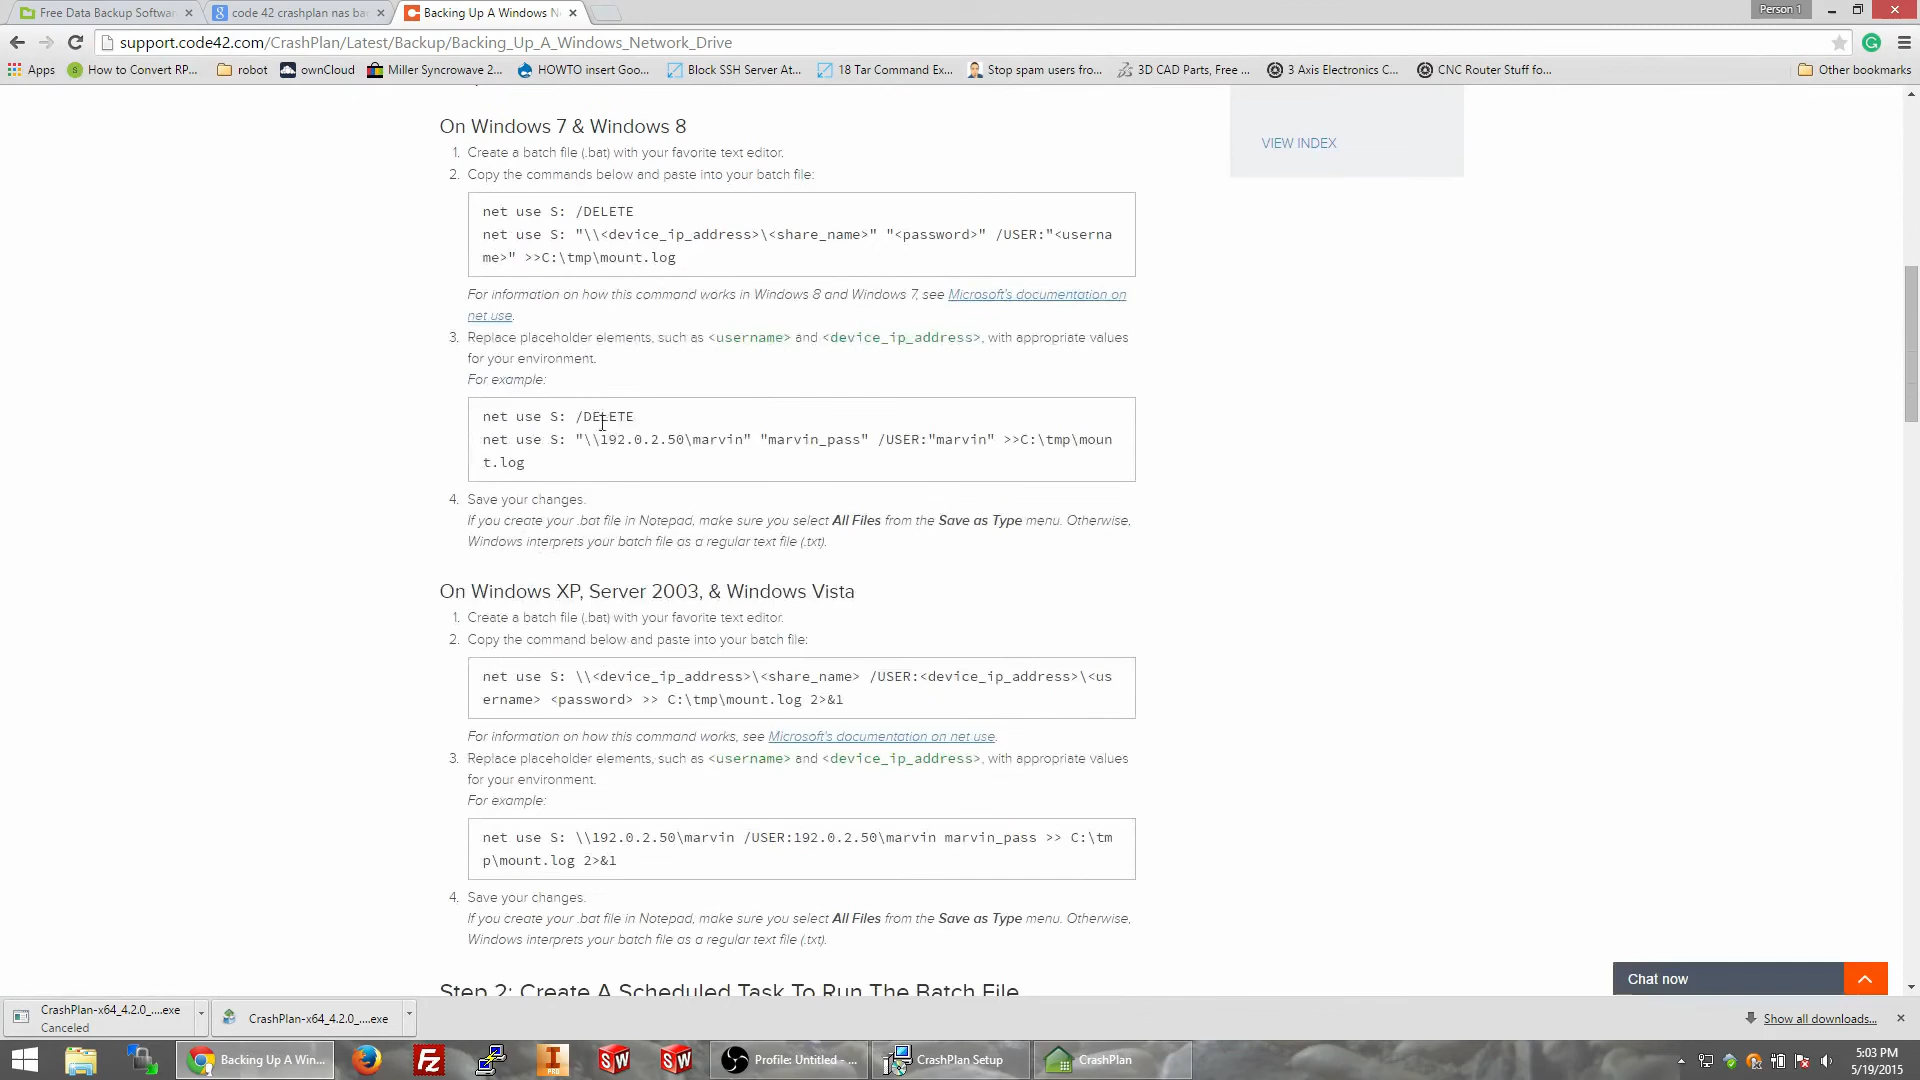 Free Data Backup Softwar
code 42 crashplan nas ba
Backing Up A Windows N
Person 1
support.code42.com/CrashPlan/Latest/Backup/Backing_Up_A_Windows_Network_Drive
Apps
How to Convert RP...
robot
ownCloud
Miller Syncrowave 2...
HOWTO insert Goo...
Block SSH Server At...
18 Tar Command Ex...
Stop spam users fro...
3D CAD Parts, Free ...
3 Axis Electronics C...
CNC Router Stuff fo...
Other bookmarks
VIEW INDEX
On Windows 7 & Windows 8
1. Create a batch file (.bat) with your favorite text editor.
2. Copy the commands below and paste into your batch file:
net use S: /DELETE
net use S: "\\<device_ip_address>\<share_name>" "<password>" /USER:"<userna
me>" >>C:\tmp\mount.log
For information on how this command works in Windows 8 and Windows 7, see Microsoft's documentation on
net use.
3. Replace placeholder elements, such as <username> and <device_ip_address>, with appropriate values
for your environment.
For example:
net use S: /DELETE
net use S: "\\192.0.2.50\marvin" "marvin_pass" /USER:"marvin" >>C:\tmp\moun
t.log
4. Save your changes.
If you create your .bat file in Notepad, make sure you select All Files from the Save as Type menu. Otherwise,
Windows interprets your batch file as a regular text file (.txt).
On Windows XP, Server 2003, & Windows Vista
1. Create a batch file (.bat) with your favorite text editor.
2. Copy the command below and paste into your batch file:
net use S: \\<device_ip_address>\<share_name> /USER:<device_ip_address>\<us
ername> <password> >> C:\tmp\mount.log 2>&1
For information on how this command works, see Microsoft's documentation on net use.
3. Replace placeholder elements, such as <username> and <device_ip_address>, with appropriate values
for your environment.
For example:
net use S: \\192.0.2.50\marvin /USER:192.0.2.50\marvin marvin_pass >> C:\tm
p\mount.log 2>&1
4. Save your changes.
If you create your .bat file in Notepad, make sure you select All Files from the Save as Type menu. Otherwise,
Windows interprets your batch file as a regular text file (.txt).
Step 2: Create A Scheduled Task To Run The Batch File
Chat now
CrashPlan-x64_4.2.0_....exe
Canceled
CrashPlan-x64_4.2.0_....exe
Show all downloads...
Backing Up A Win...
Profile: Untitled - ...
CrashPlan Setup
CrashPlan
5:03 PM
5/19/2015